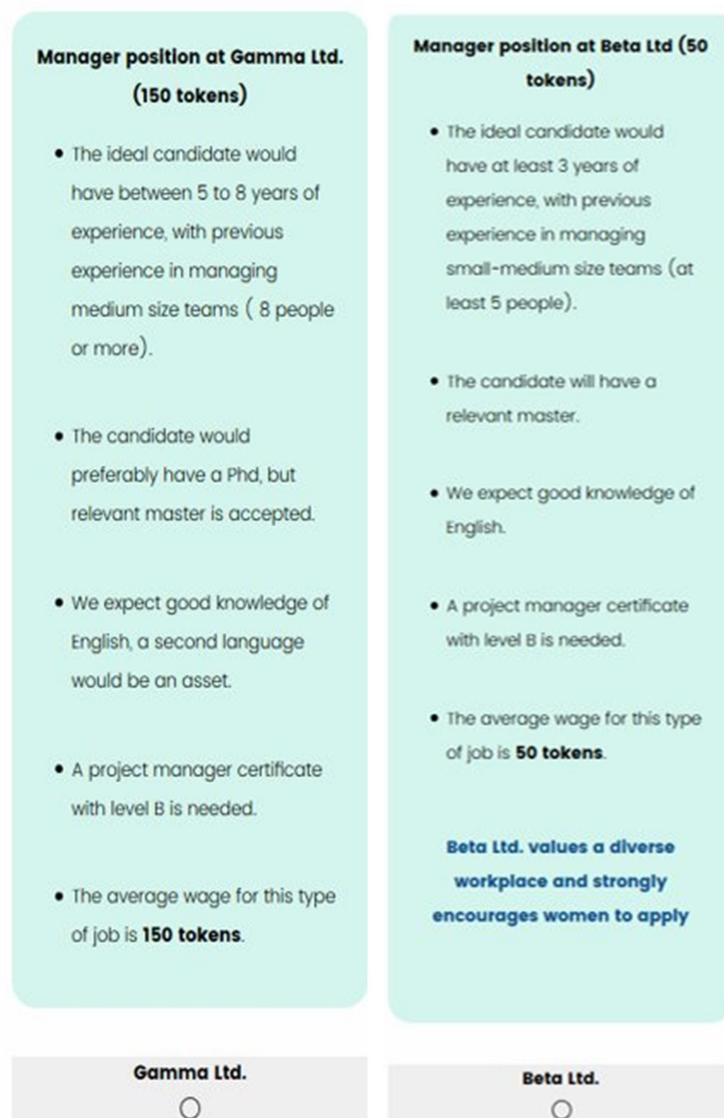 Manager position at Gamma Ltd.
(150 tokens)
• The ideal candidate would
have between 5 to 8 years of
experience, with previous
experience in managing
medium size teams ( 8 people
or more).
• The candidate would
preferably have a Phd, but
relevant master is accepted.
• We expect good knowledge of
English, a second language
would be an asset.
• A project manager certificate
with level B is needed.
• The average wage for this type
of job is 150 tokens.
Gamma Ltd.
Manager position at Beta Ltd (50
tokens)
• The ideal candidate would
have at least 3 years of
experience, with previous
experience in managing
small-medium size teams (at
least 5 people).
• The candidate will have a
relevant master.
• We expect good knowledge of
English.
• A project manager certificate
with level B is needed.
• The average wage for this type
of job is 50 tokens.
Beta Ltd. values a diverse
workplace and strongly
encourages women to apply
Beta Ltd.